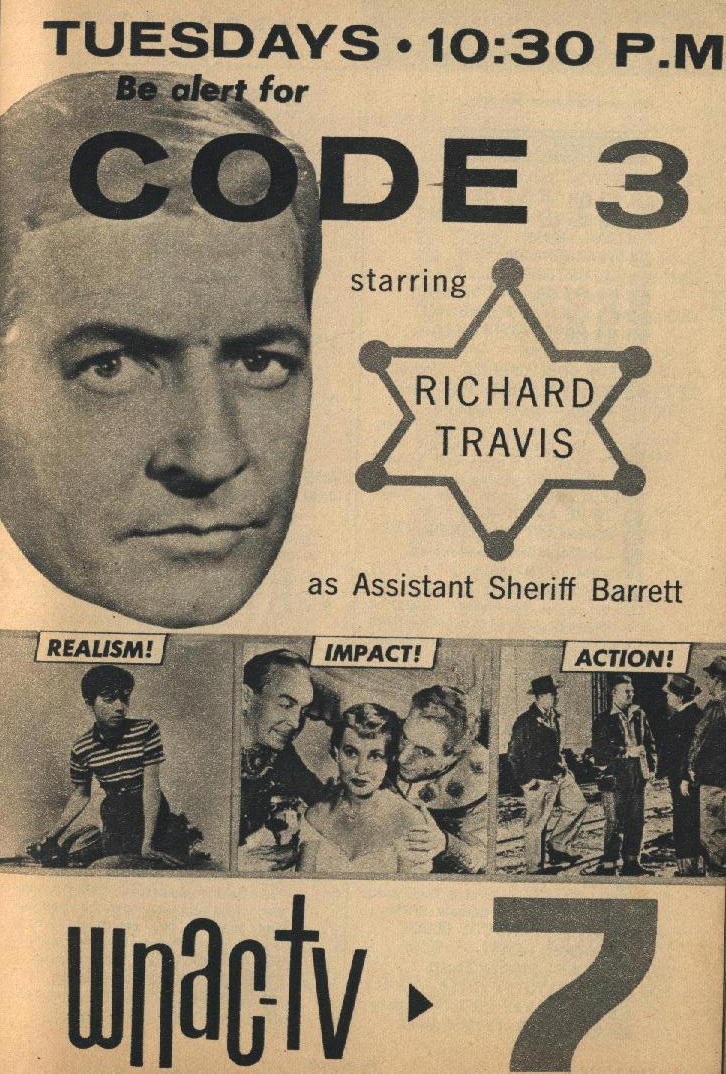 TUESDAYS • 10:30 P.M
Be alert for
CODE 3
starring
RICHARD
TRAVIS
as Assistant Sheriff Barrett
REALISM!
IMPACT!
ACTION!
wnac-tv ▶ 7